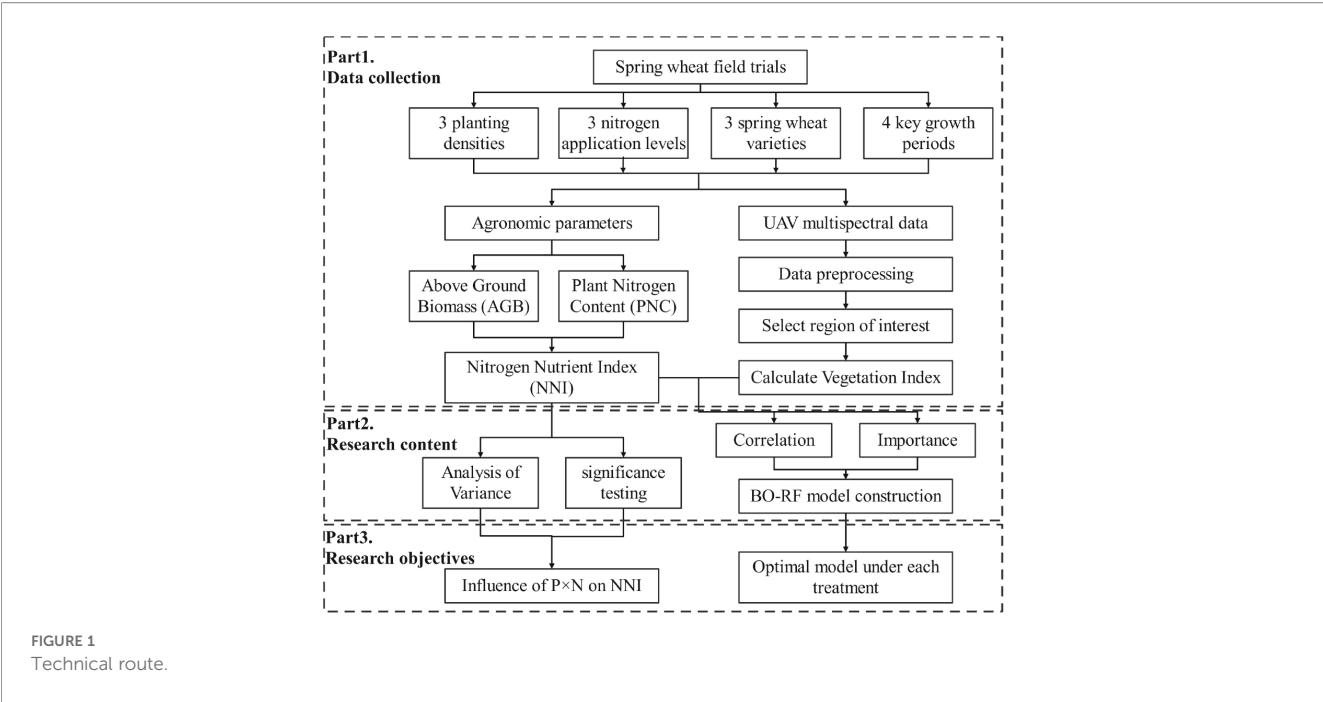 Part1.
Data collection
Spring wheat field trials
3 planting
densities
3 nitrogen
application levels
3 spring wheat
varieties
4 key growth
periods
Agronomic parameters
UAV multispectral data
Above Ground
Biomass (AGB)
Plant Nitrogen
Content (PNC)
Data preprocessing
Select region of interest
Nitrogen Nutrient Index
(NNI)
Calculate Vegetation Index
Part2.
Research content
Correlation
Importance
Analysis of
Variance
significance
testing
BO-RF model construction
Part3.
Research objectives
Influence of P×N on NNI
Optimal model under each
treatment
FIGURE 1
Technical route.